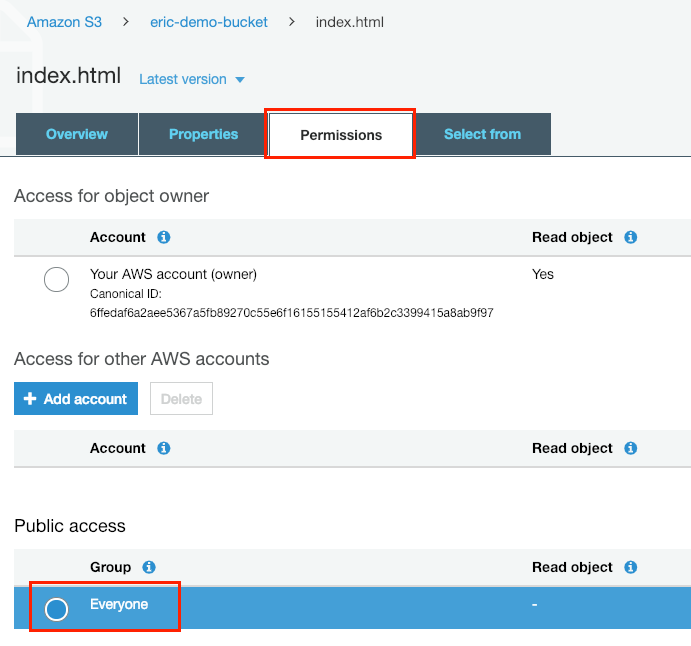 Amazon S3 > eric-demo-bucket > index.html
index.html Latest version
Overview Properties Permissions Select from
Access for object owner
Account Read object
Your AWS account (owner) Yes
Canonical ID:
6ffedaf6a2aee5367a5fb89270c55e6f16155155412af6b2c3399415a8ab9f97
Access for other AWS accounts
+ Add account Delete
Account Read object
Public access
Group Read object
Everyone -